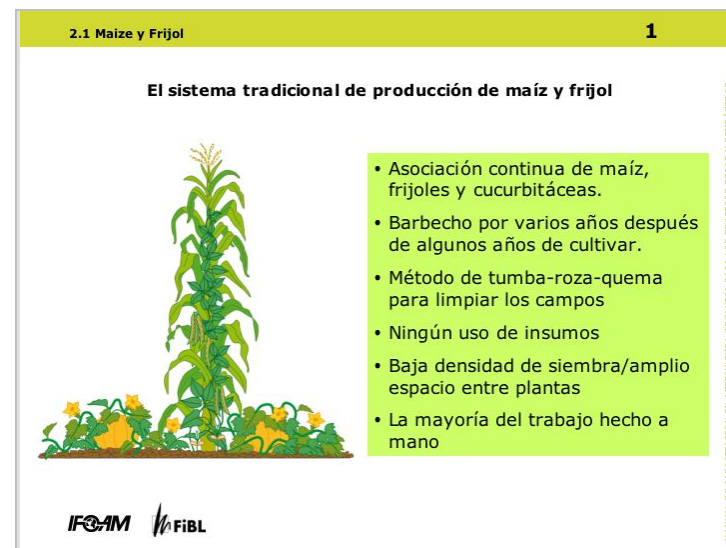 2.1 Maize y Frijol
1
El sistema tradicional de producción de maíz y frijol
• Asociación continua de maíz,
frijoles y cucurbitáceas.
• Barbecho por varios años después
de algunos años de cultivar.
• Método de tumba-roza-quema
para limpiar los campos
• Ningún uso de insumos
• Baja densidad de siembra/amplio
espacio entre plantas
• La mayoría del trabajo hecho a
mano
IFOAM
FiBL